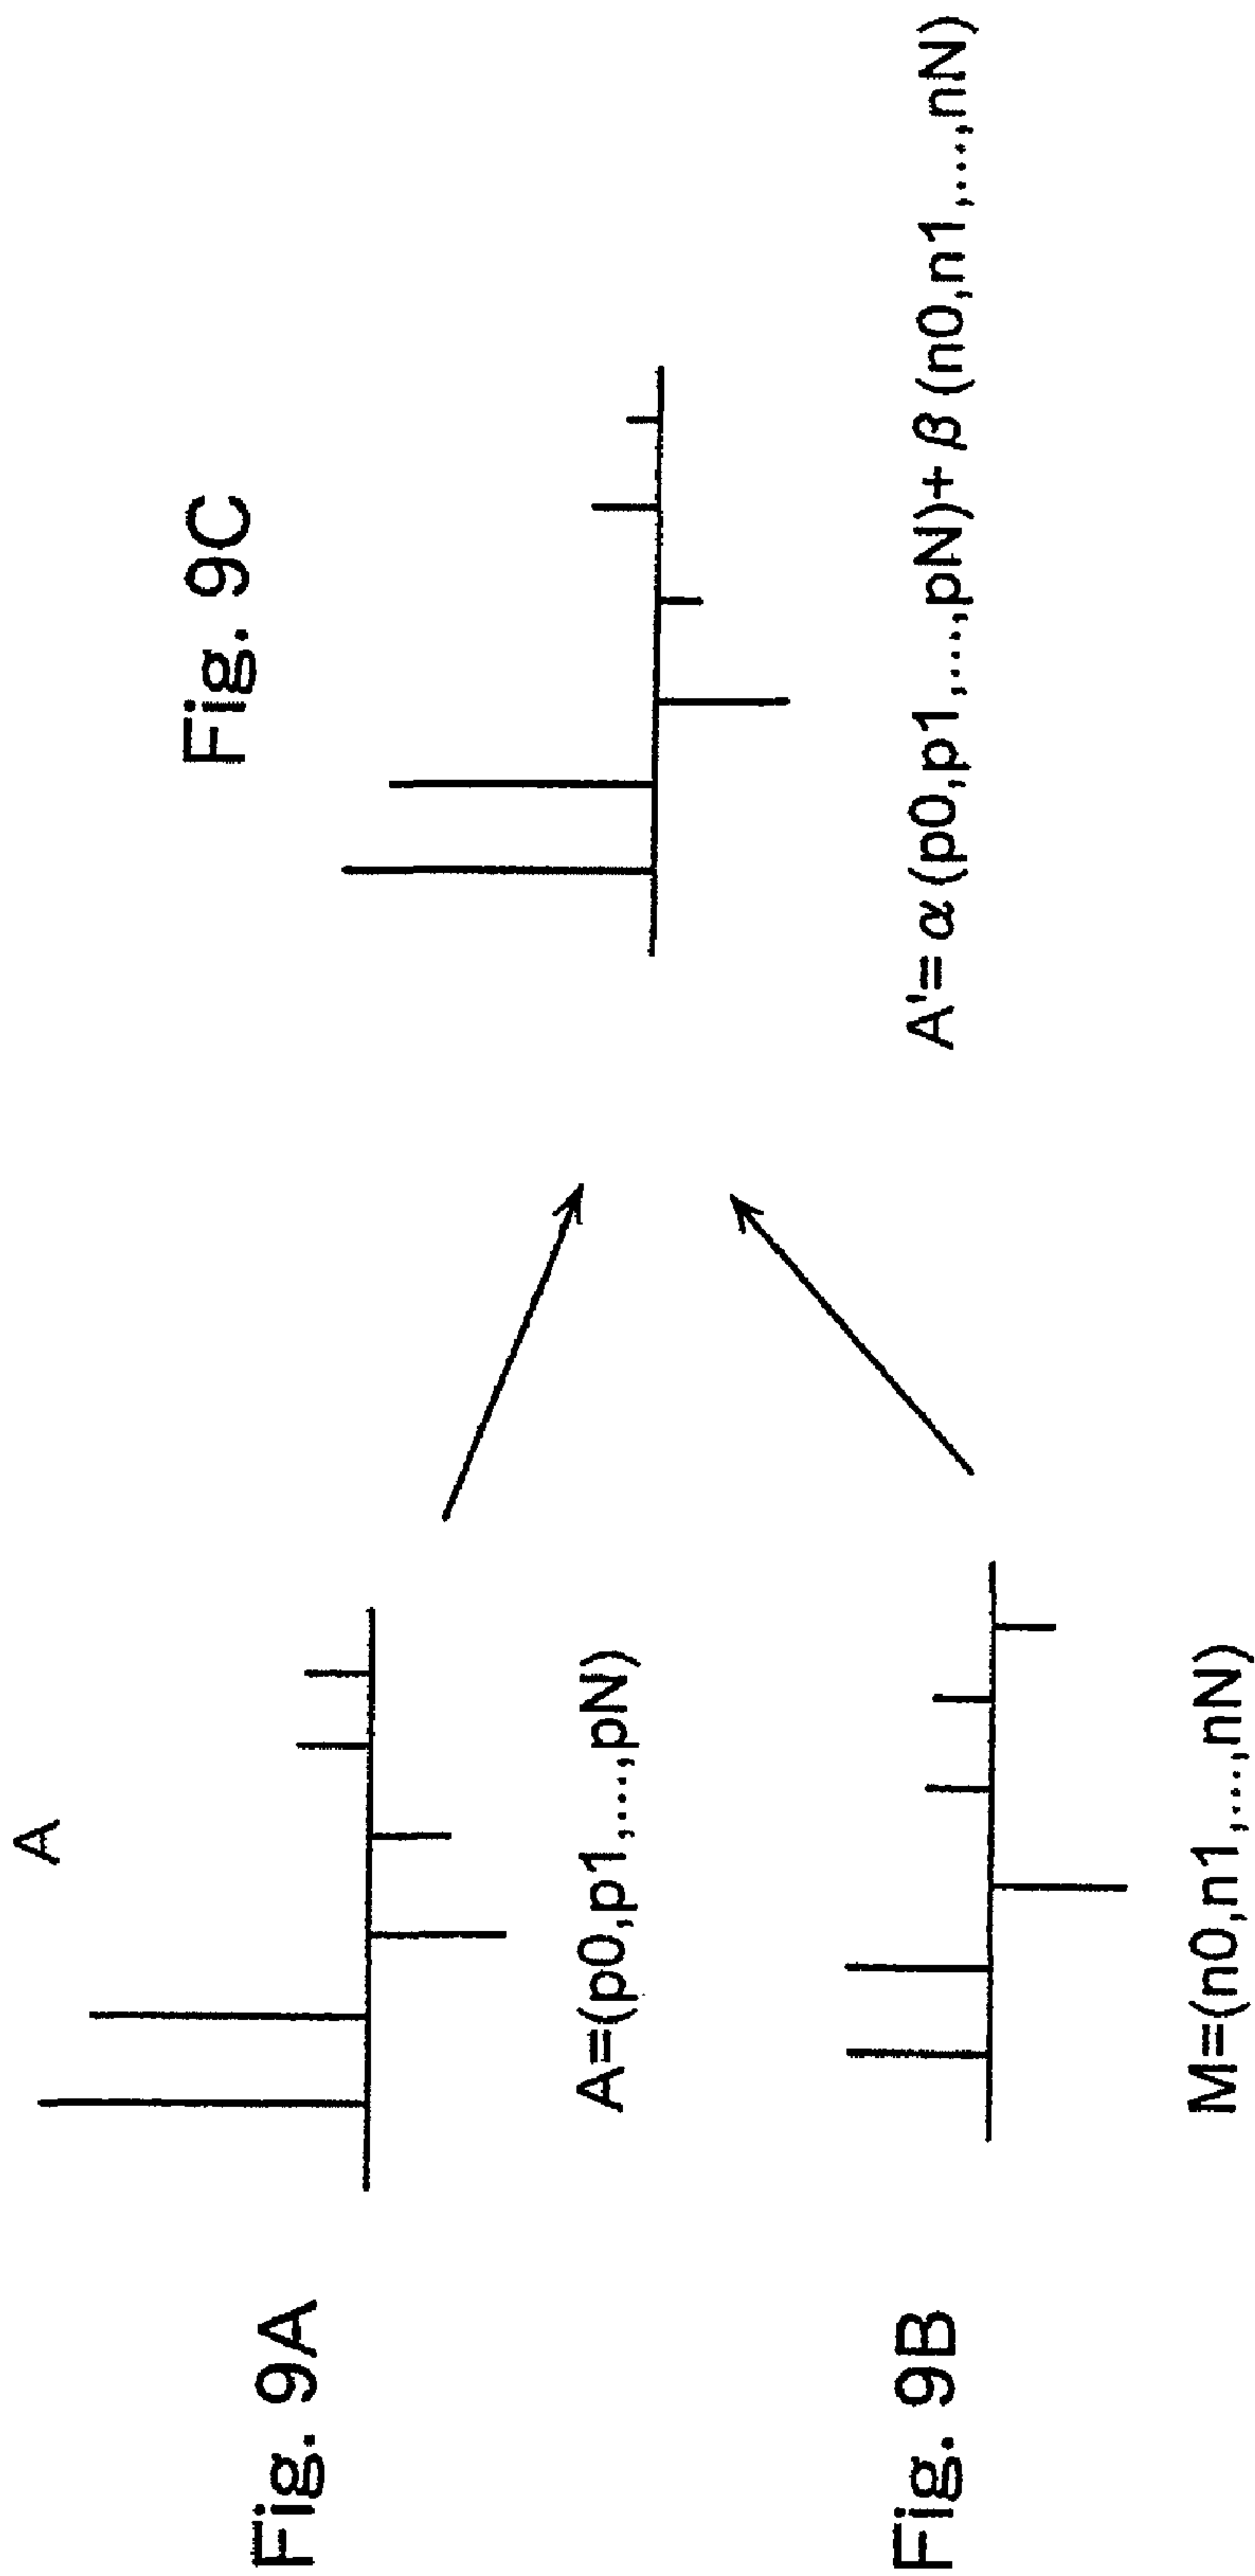 Fig. 9A
A
A=(p0,p1,...,pN)
Fig. 9B
M=(n0,n1,...,nN)
Fig. 9C
A'= α (p0,p1,...,pN)+ β (n0,n1,...,nN)